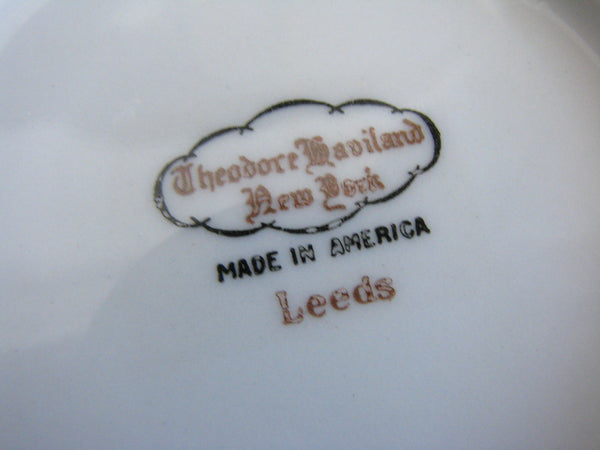 Theodore Haviland
New York
MADE IN AMERICA
Leeds